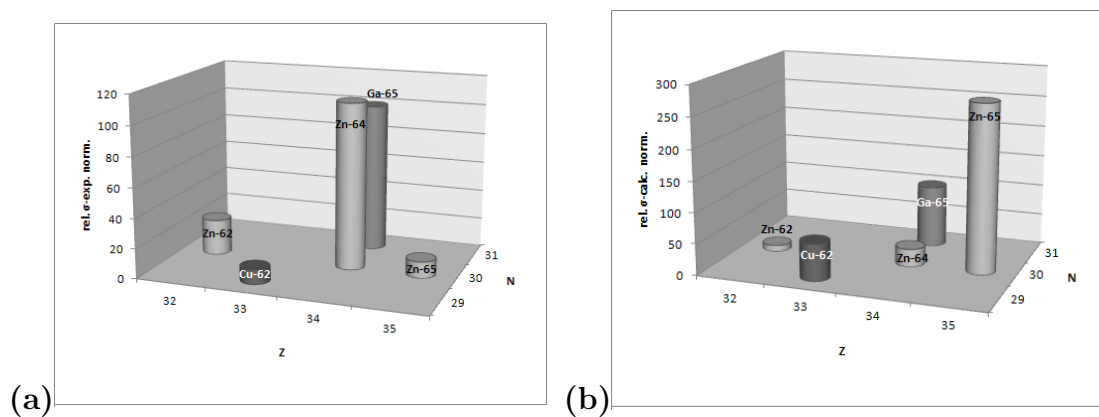 120
100
80
60
40
20
0
rel. σ-exp. norm.
Ga-65
Zn-64
Zn-62
Cu-62
Zn-65
32
33
34
35
Z
29
30
31
N
(a)
300
250
200
150
100
50
0
rel. σ-calc. norm.
Zn-65
Ga-65
Zn-62
Cu-62
Zn-64
32
33
34
35
Z
29
30
31
N
(b)